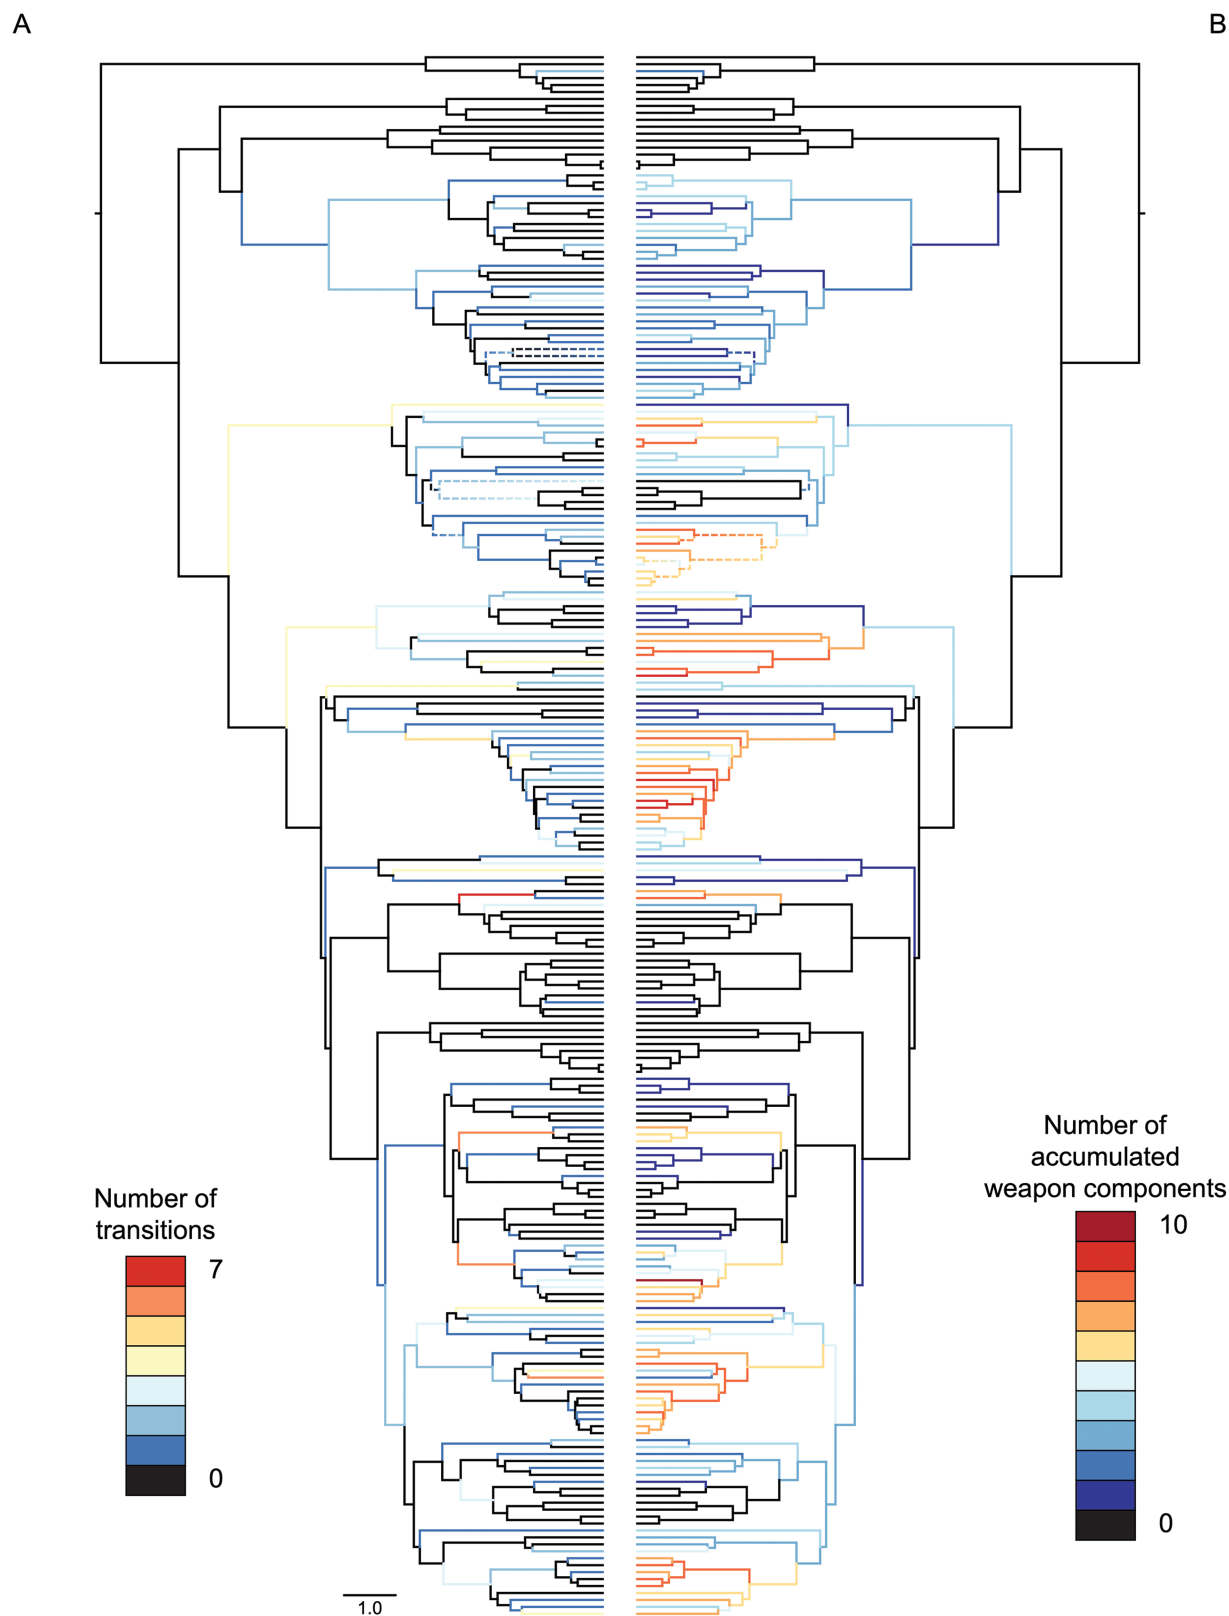 A
B
Number of
accumulated
weapon components
10
0
Number of
transitions
7
0
1.0